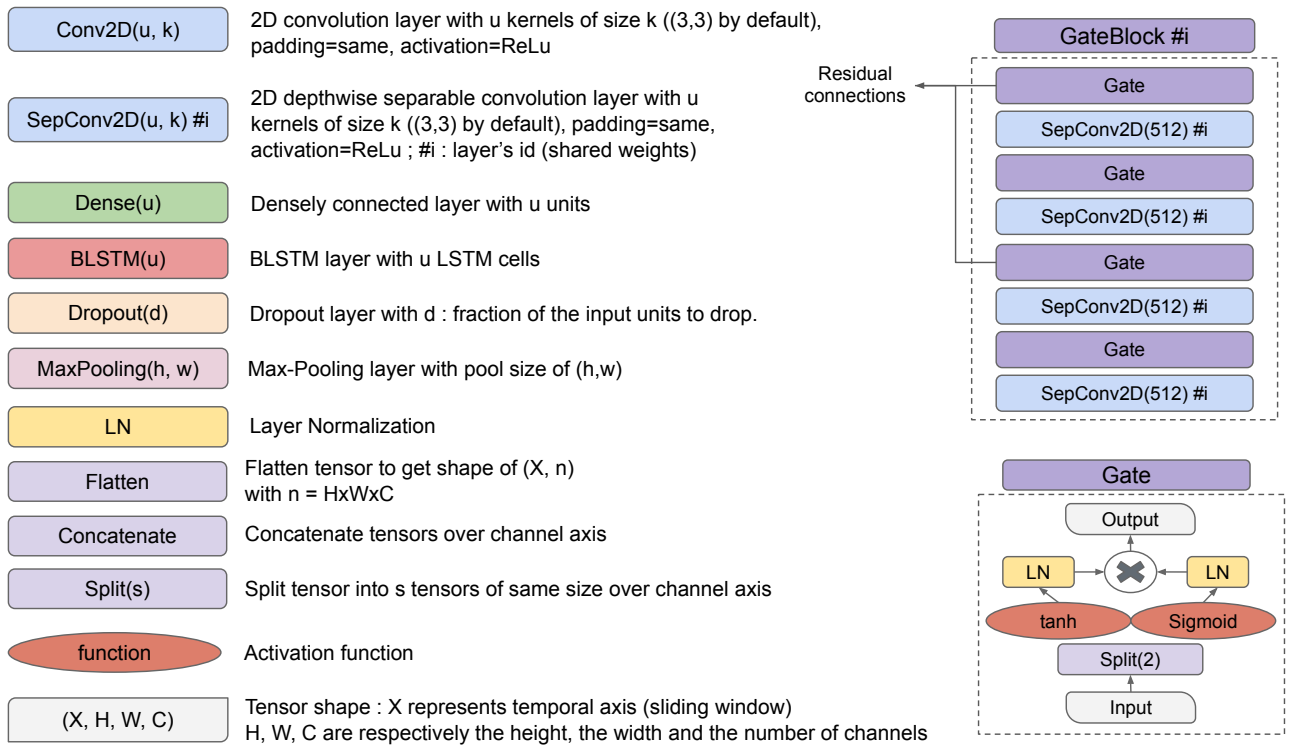 Conv2D(u, k)
2D convolution layer with u kernels of size k ((3,3) by default),
padding=same, activation=ReLu
SepConv2D(u, k) #i
2D depthwise separable convolution layer with u
kernels of size k ((3,3) by default), padding=same,
activation=ReLu ; #i : layer's id (shared weights)
Dense(u)
Densely connected layer with u units
BLSTM(u)
BLSTM layer with u LSTM cells
Dropout(d)
Dropout layer with d : fraction of the input units to drop.
MaxPooling(h, w)
Max-Pooling layer with pool size of (h,w)
LN
Layer Normalization
Flatten
Flatten tensor to get shape of (X, n)
with n = HxWxC
Concatenate
Concatenate tensors over channel axis
Split(s)
Split tensor into s tensors of same size over channel axis
function
Activation function
(X, H, W, C)
Tensor shape : X represents temporal axis (sliding window)
H, W, C are respectively the height, the width and the number of channels
GateBlock #i
Residual
connections
Gate
SepConv2D(512) #i
Gate
SepConv2D(512) #i
Gate
SepConv2D(512) #i
Gate
SepConv2D(512) #i
Gate
Output
LN
LN
tanh
Sigmoid
Split(2)
Input